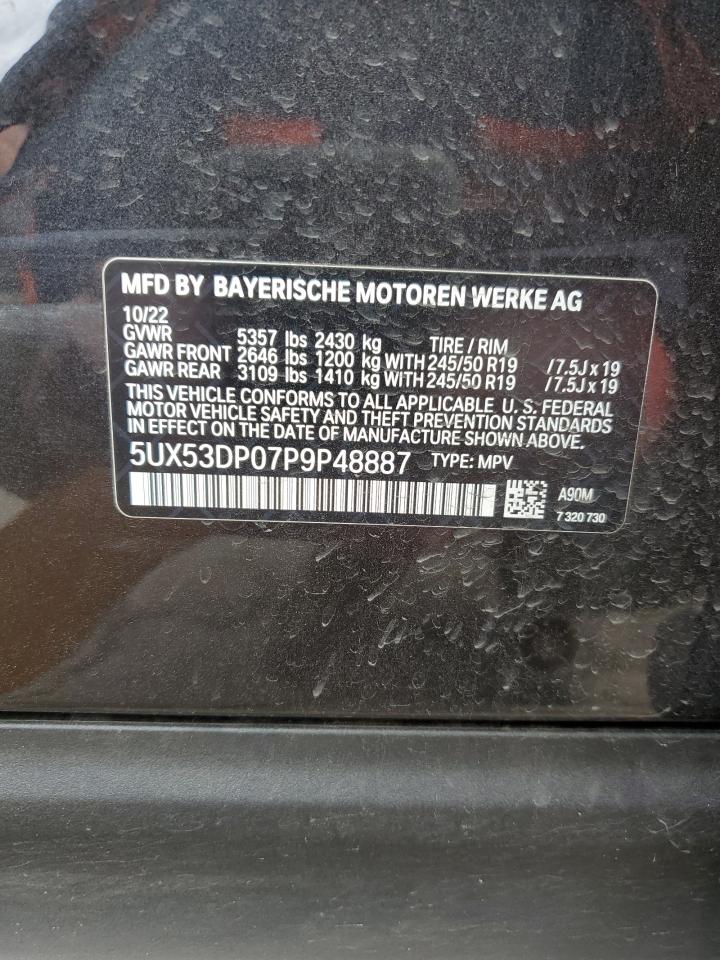 MFD BY BAYERISCHE MOTOREN WERKE AG
10/22
GVWR 5357 lbs 2430 kg TIRE / RIM
GAWR FRONT 2646 lbs 1200 kg WITH 245/50 R19 / 7.5J x 19
GAWR REAR 3109 lbs 1410 kg WITH 245/50 R19 / 7.5J x 19
THIS VEHICLE CONFORMS TO ALL APPLICABLE U. S. FEDERAL
MOTOR VEHICLE SAFETY AND THEFT PREVENTION STANDARDS
IN EFFECT ON THE DATE OF MANUFACTURE SHOWN ABOVE.
5UX53DP07P9P48887 TYPE: MPV
A90M
7 320 730